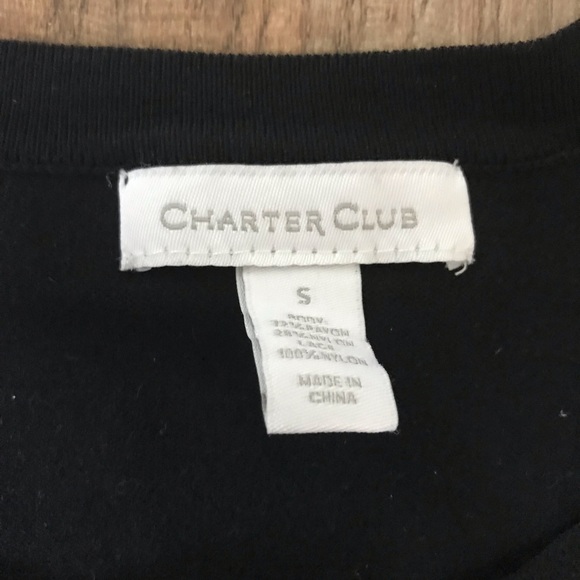 CHARTER CLUB
S
BODY:
72% RAYON
28% NYLON
LACE
100% NYLON
MADE IN
CHINA